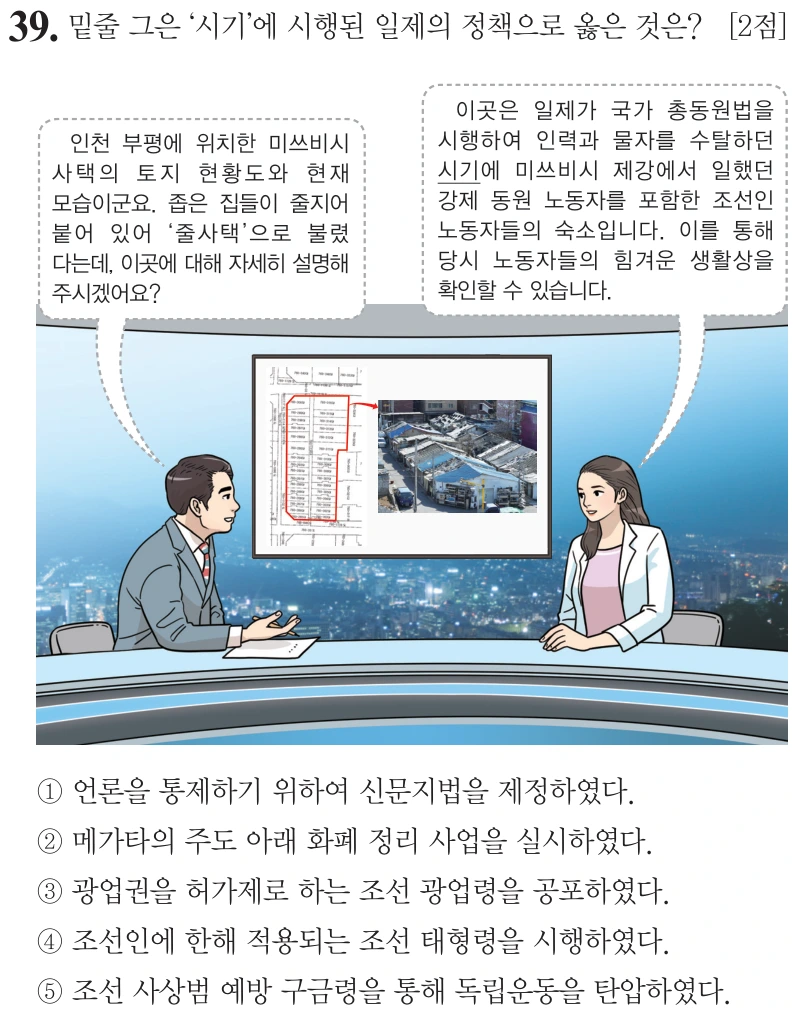 39. 밑줄 그은 ‘시기’에 시행된 일제의 정책으로 옳은 것은? [2점]
인천 부평에 위치한 미쓰비시
사택의 토지 현황도와 현재
모습이군요. 좁은 집들이 줄지어
붙어 있어 ‘줄사택’으로 불렸
다는데, 이곳에 대해 자세히 설명해
주시겠어요?
이곳은 일제가 국가 총동원법을
시행하여 인력과 물자를 수탈하던
시기에 미쓰비시 제강에서 일했던
강제 동원 노동자를 포함한 조선인
노동자들의 숙소입니다. 이를 통해
당시 노동자들의 힘겨운 생활상을
확인할 수 있습니다.
① 언론을 통제하기 위하여 신문지법을 제정하였다.
② 메가타의 주도 아래 화폐 정리 사업을 실시하였다.
③ 광업권을 허가제로 하는 조선 광업령을 공포하였다.
④ 조선인에 한해 적용되는 조선 태형령을 시행하였다.
⑤ 조선 사상범 예방 구금령을 통해 독립운동을 탄압하였다.